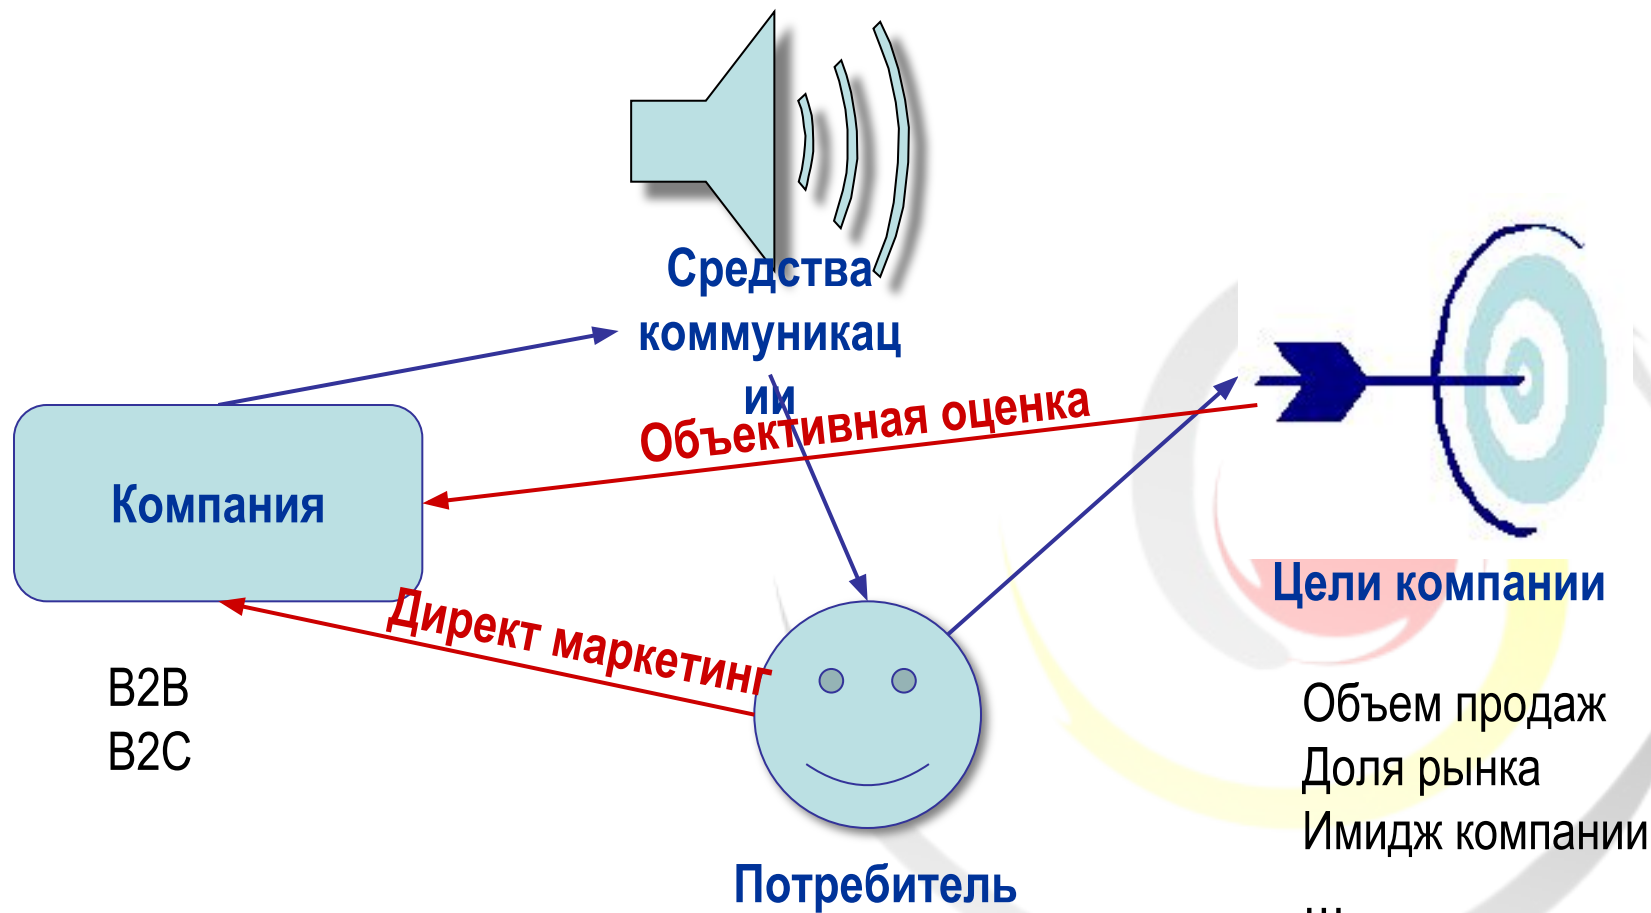 Средства
коммуникац
ии
Объективная оценка
Компания
Цели компании
Директ маркетинг
B2B
B2C
Объем продаж
Доля рынка
Имидж компании
...
Потребитель